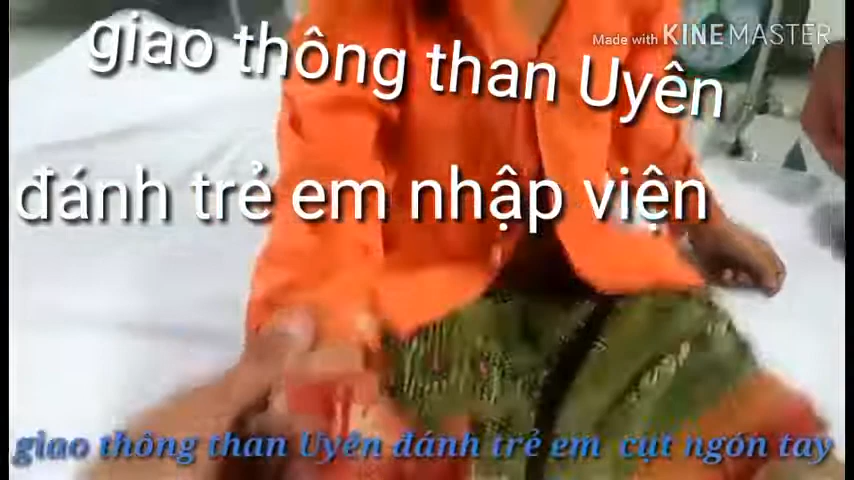 Made with KINEMASTER
giao thông than Uyên
đánh trẻ em nhập viện
giao thông than Uyên đánh trẻ em cụt ngón tay